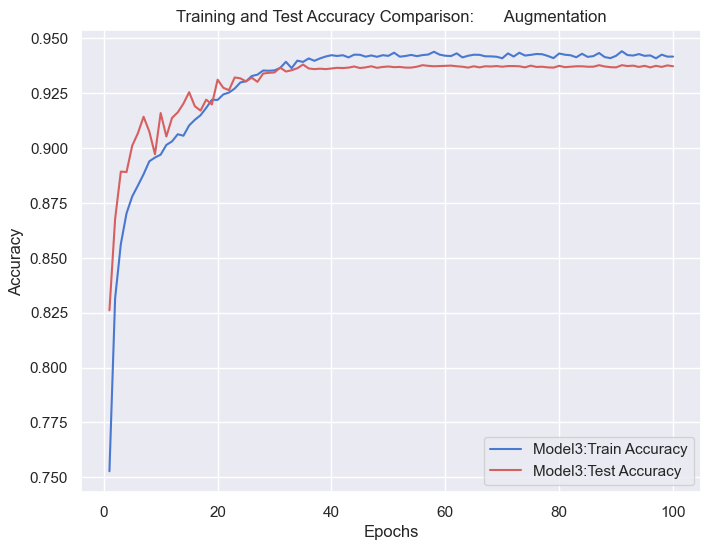 Training and Test Accuracy Comparison:      Augmentation
0.950
0.925
0.900
0.875
0.850
0.825
0.800
0.775
0.750
Accuracy
Model3:Train Accuracy
Model3:Test Accuracy
0 20 40 60 80 100
Epochs